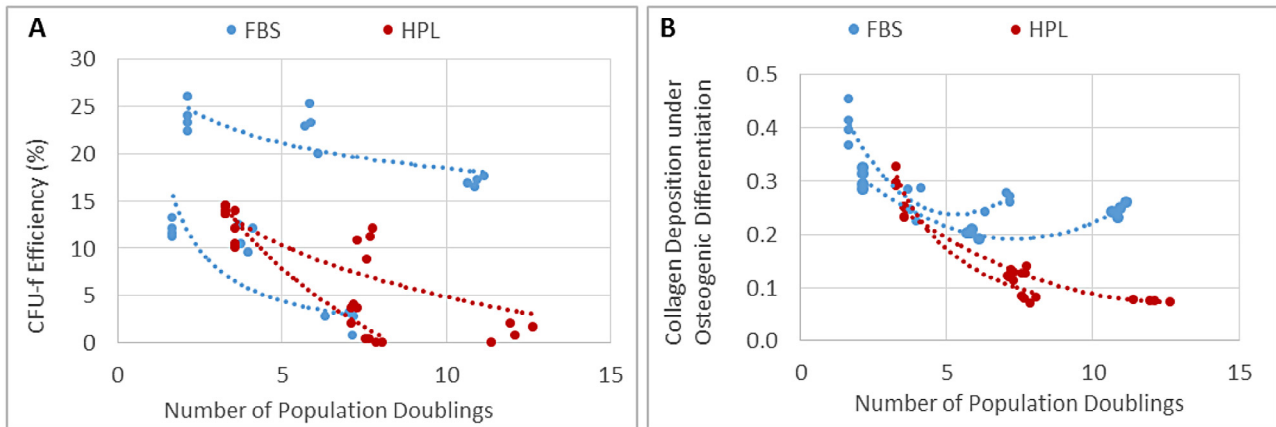 A
FBS
HPL
CFU-f Efficiency (%)
30
25
20
15
10
5
0
0
5
10
15
Number of Population Doublings
B
FBS
HPL
Collagen Deposition under
Osteogenic Differentiation
0.5
0.4
0.3
0.2
0.1
0.0
0
5
10
15
Number of Population Doublings